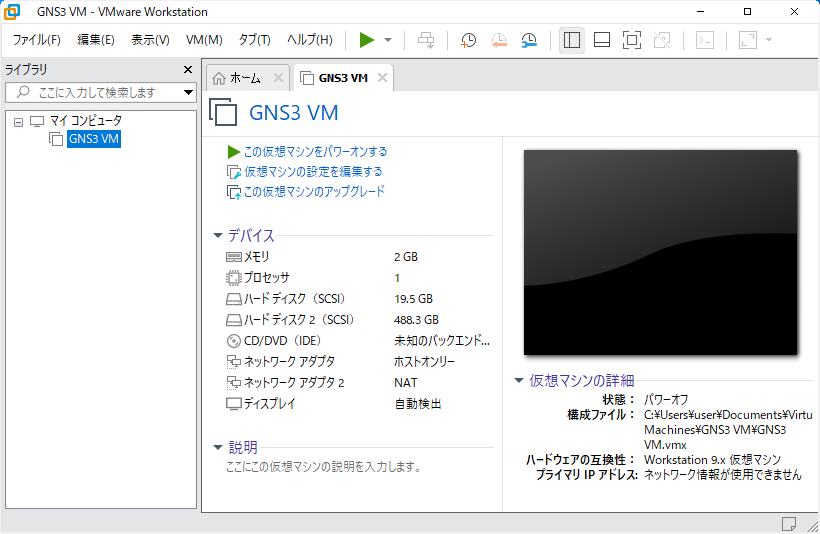 GNS3 VM - VMware Workstation
ファイル(F) 編集(E) 表示(V) VM(M) タブ(T) ヘルプ(H)
ライブラリ
ここに入力して検索します
マイ コンピュータ
GNS3 VM
ホーム
GNS3 VM
GNS3 VM
この仮想マシンをパワーオンする
仮想マシンの設定を編集する
この仮想マシンのアップグレード
デバイス
メモリ 2 GB
プロセッサ 1
ハード ディスク（SCSI） 19.5 GB
ハード ディスク 2（SCSI） 488.3 GB
CD/DVD（IDE） 未知のバックエンド...
ネットワーク アダプタ ホストオンリー
ネットワーク アダプタ 2 NAT
ディスプレイ 自動検出
説明
ここにこの仮想マシンの説明を入力します。
仮想マシンの詳細
状態： パワーオフ
構成ファイル： C:¥Users¥user¥Documents¥Virtu
Machines¥GNS3 VM¥GNS3
VM.vmx
ハードウェアの互換性： Workstation 9.x 仮想マシン
プライマリ IP アドレス: ネットワーク情報が使用できません